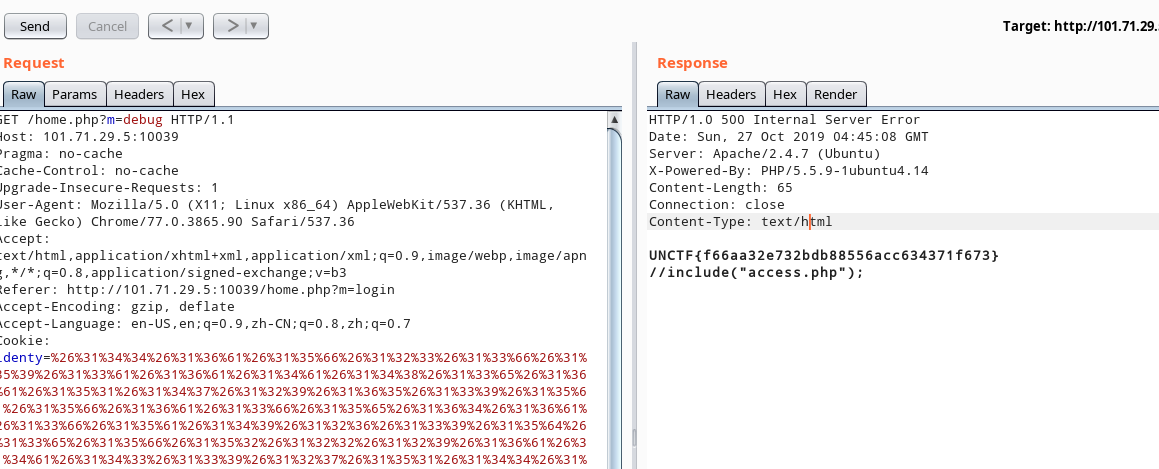 Send
Cancel
<
>
Target: http://101.71.29.
Request
Response
Raw
Params
Headers
Hex
Raw
Headers
Hex
Render
GET /home.php?m=debug HTTP/1.1
Host: 101.71.29.5:10039
Pragma: no-cache
Cache-Control: no-cache
Upgrade-Insecure-Requests: 1
User-Agent: Mozilla/5.0 (X11; Linux x86_64) AppleWebKit/537.36 (KHTML,
like Gecko) Chrome/77.0.3865.90 Safari/537.36
Accept:
text/html,application/xhtml+xml,application/xml;q=0.9,image/webp,image/apn
g,*/*;q=0.8,application/signed-exchange;v=b3
Referer: http://101.71.29.5:10039/home.php?m=login
Accept-Encoding: gzip, deflate
Accept-Language: en-US,en;q=0.9,zh-CN;q=0.8,zh;q=0.7
Cookie:
identy=%26%31%34%34%26%31%36%61%26%31%35%66%26%31%32%33%26%31%33%66%26%31%
35%39%26%31%33%61%26%31%36%61%26%31%34%61%26%31%34%38%26%31%33%65%26%31%36
%61%26%31%35%31%26%31%34%37%26%31%32%39%26%31%36%35%26%31%33%39%26%31%35%6
%26%31%35%66%26%31%36%61%26%31%33%66%26%31%35%65%26%31%36%34%26%31%36%61%
26%31%33%66%26%31%35%61%26%31%34%39%26%31%32%36%26%31%33%39%26%31%35%64%26
%31%33%65%26%31%35%66%26%31%35%32%26%31%32%32%26%31%32%39%26%31%36%61%26%3
%34%61%26%31%34%33%26%31%33%39%26%31%32%37%26%31%35%31%26%31%34%34%26%31%
HTTP/1.0 500 Internal Server Error
Date: Sun, 27 Oct 2019 04:45:08 GMT
Server: Apache/2.4.7 (Ubuntu)
X-Powered-By: PHP/5.5.9-1ubuntu4.14
Content-Length: 65
Connection: close
Content-Type: text/html
UNCTF{f66aa32e732bdb88556acc634371f673}
//include("access.php");